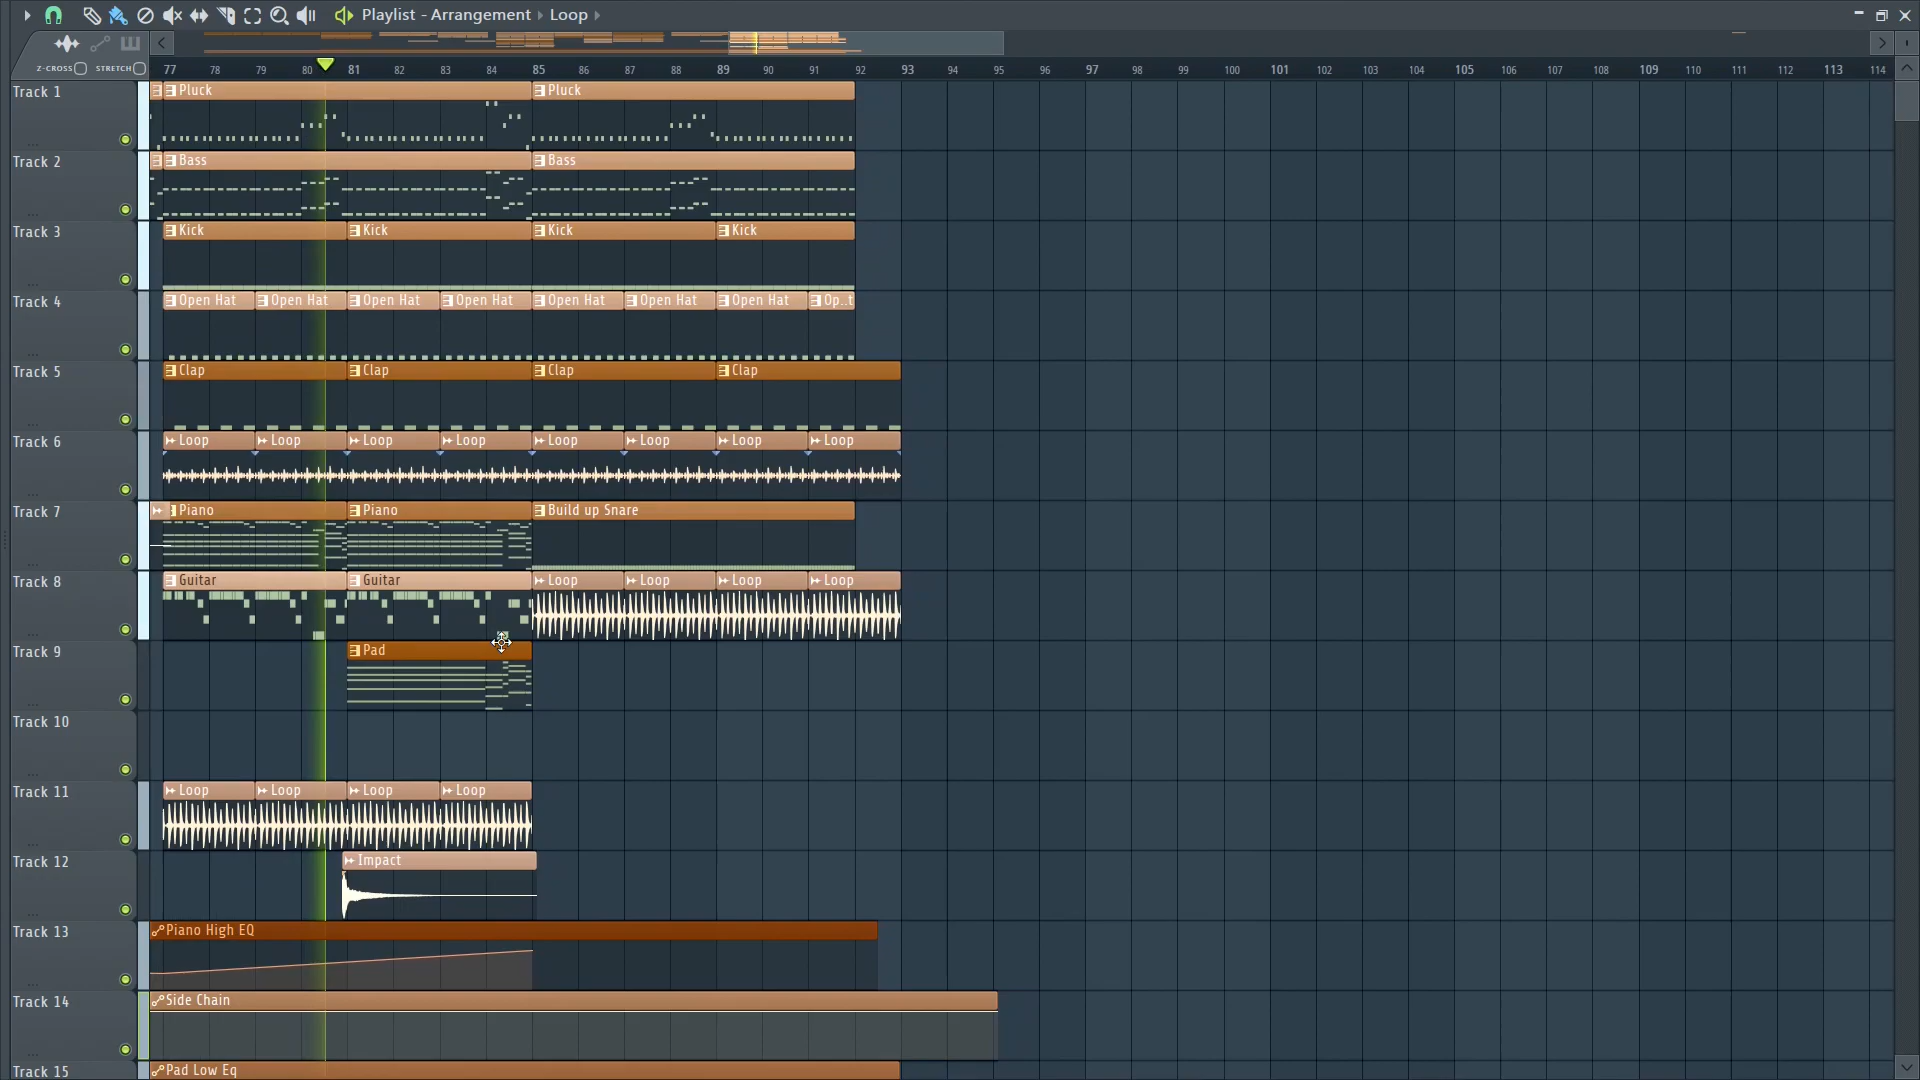 Playlist - Arrangement Loop
Z-CROSS STRETCH 77 78 79 80 81 82 83 84 85 86 87 88 89 90 91 92 93 94 95 96 97 98 99 100 101 102 103 104 105 106 107 108 109 110 111 112 113 114
Track 1 Pluck Pluck
Track 2 Bass Bass
Track 3 Kick Kick Kick Kick
Track 4 Open Hat Open Hat Open Hat Open Hat Open Hat Open Hat Open Hat Op..t
Track 5 Clap Clap Clap Clap
Track 6 Loop Loop Loop Loop Loop Loop Loop Loop
Track 7 Piano Piano Build up Snare
Track 8 Guitar Guitar Loop Loop Loop Loop
Track 9 Pad
Track 10
Track 11 Loop Loop Loop Loop
Track 12 Impact
Track 13 Piano High EQ
Track 14 Side Chain
Track 15 Pad Low Eq